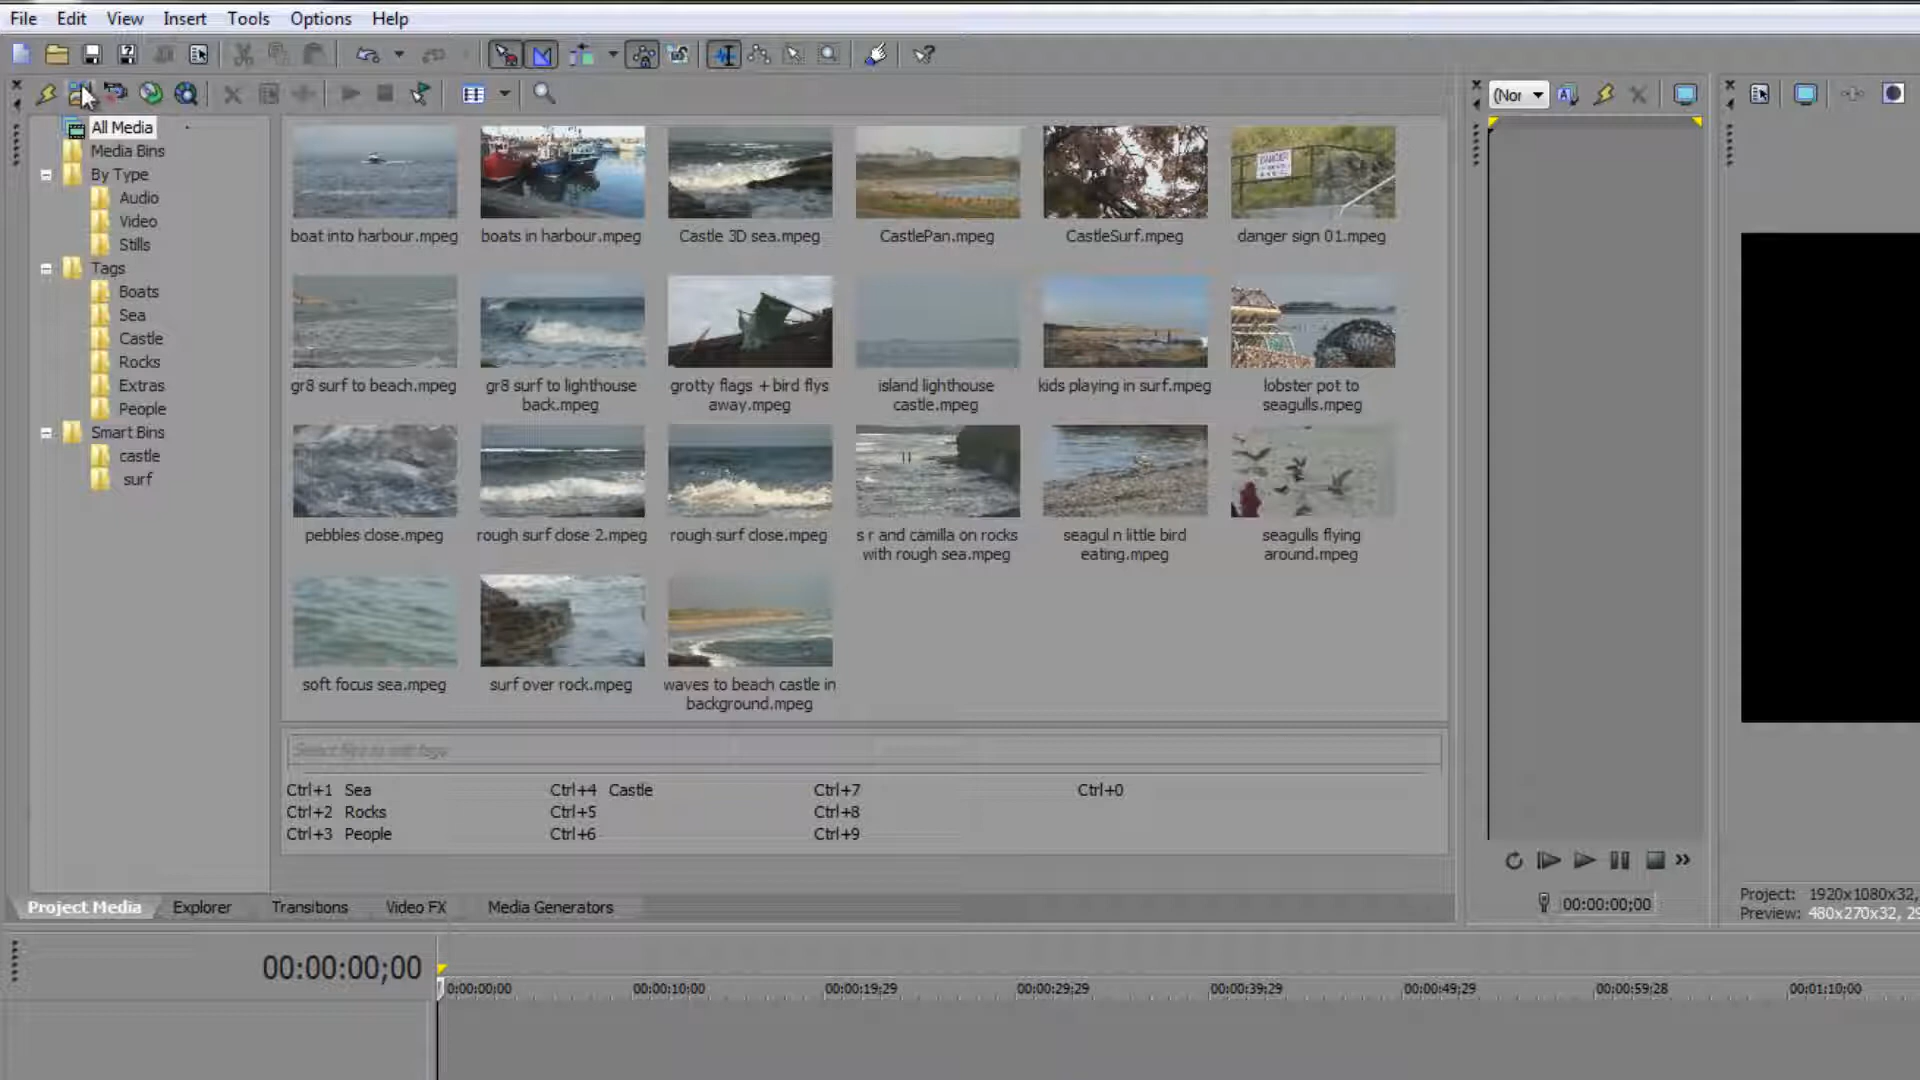 File Edit View Insert Tools Options Help
(Nor
All Media
Media Bins
By Type
Audio
Video
Stills
Tags
Boats
Sea
Castle
Rocks
Extras
People
Smart Bins
castle
surf
boat into harbour.mpeg boats in harbour.mpeg Castle 3D sea.mpeg CastlePan.mpeg CastleSurf.mpeg danger sign 01.mpeg
DANGER
gr8 surf to beach.mpeg gr8 surf to lighthouse grotty flags + bird flys island lighthouse kids playing in surf.mpeg lobster pot to
back.mpeg away.mpeg castle.mpeg seagulls.mpeg
pebbles close.mpeg rough surf close 2.mpeg rough surf close.mpeg s r and camilla on rocks seagul n little bird seagulls flying
with rough sea.mpeg eating.mpeg around.mpeg
soft focus sea.mpeg surf over rock.mpeg waves to beach castle in
background.mpeg
Select files to edit tags
Ctrl+1 Sea Ctrl+4 Castle Ctrl+7 Ctrl+0
Ctrl+2 Rocks Ctrl+5 Ctrl+8
Ctrl+3 People Ctrl+6 Ctrl+9
Project Media Explorer Transitions Video FX Media Generators
00:00:00;00
Project: 1920x1080x32,
Preview: 480x270x32, 29
00:00:00;00
0:00:00;00 00:00:10;00 00:00:19;29 00:00:29;29 00:00:39;29 00:00:49;29 00:00:59;28 00:01:10;00